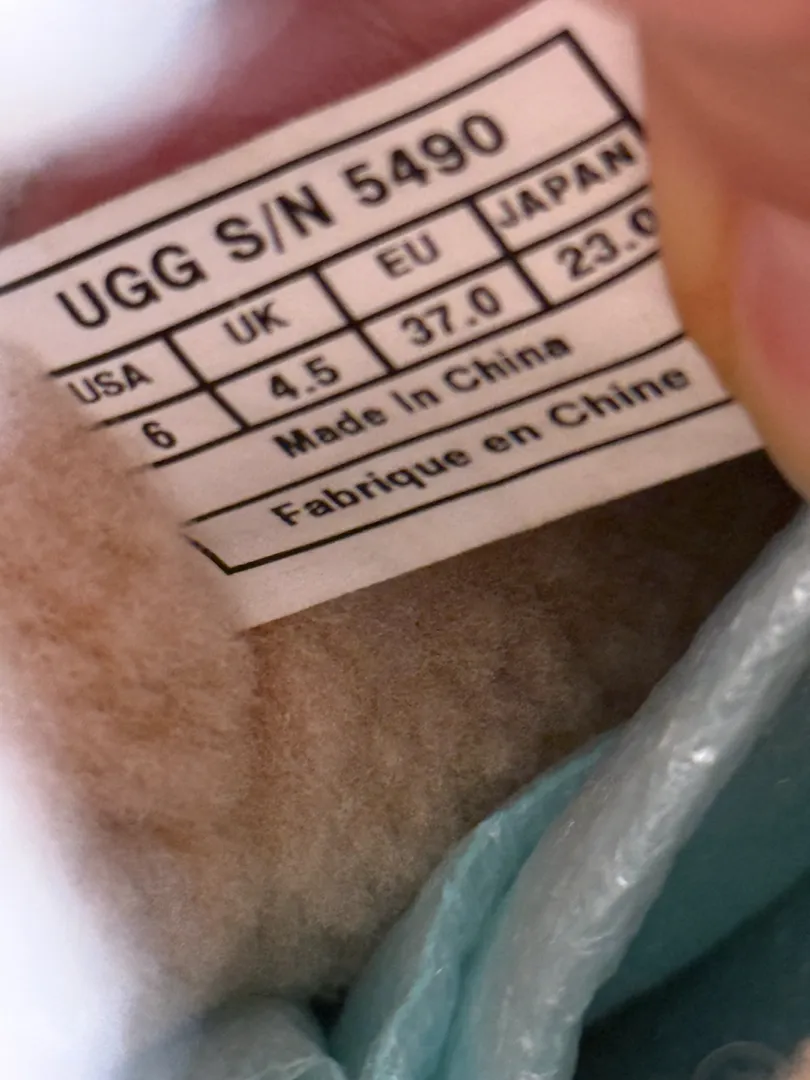 UGG S/N 5490
USA UK EU JAPAN
6 4.5 37.0 23.0
Made In China
Fabrique en Chine